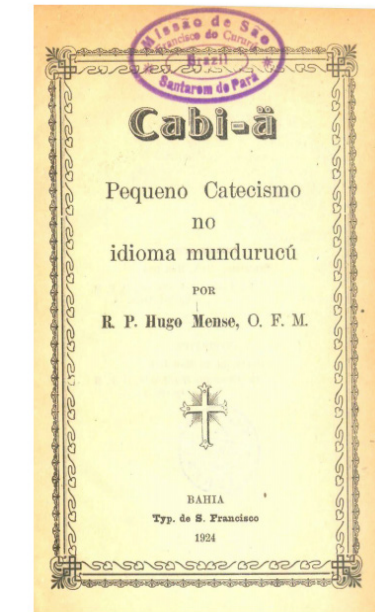 Missão de São
Francisco do Cururu
Brazil
Santarem do Pará
Cabi-ä
Pequeno Catecismo
no
idioma mundurucú
POR
R. P. Hugo Mense, O. F. M.
BAHIA
Typ. de S. Francisco
1924